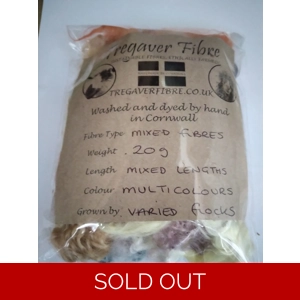 Tregaver Fibre
TREGAVERFIBRE.CO.UK
Washed and dyed by hand
in Cornwall
Fibre Type MIXED FIBRES
Weight 20g
Length MIXED LENGTHS
Colour MULTICOLOURS
Grown by VARIED FLOCKS
SOLD OUT